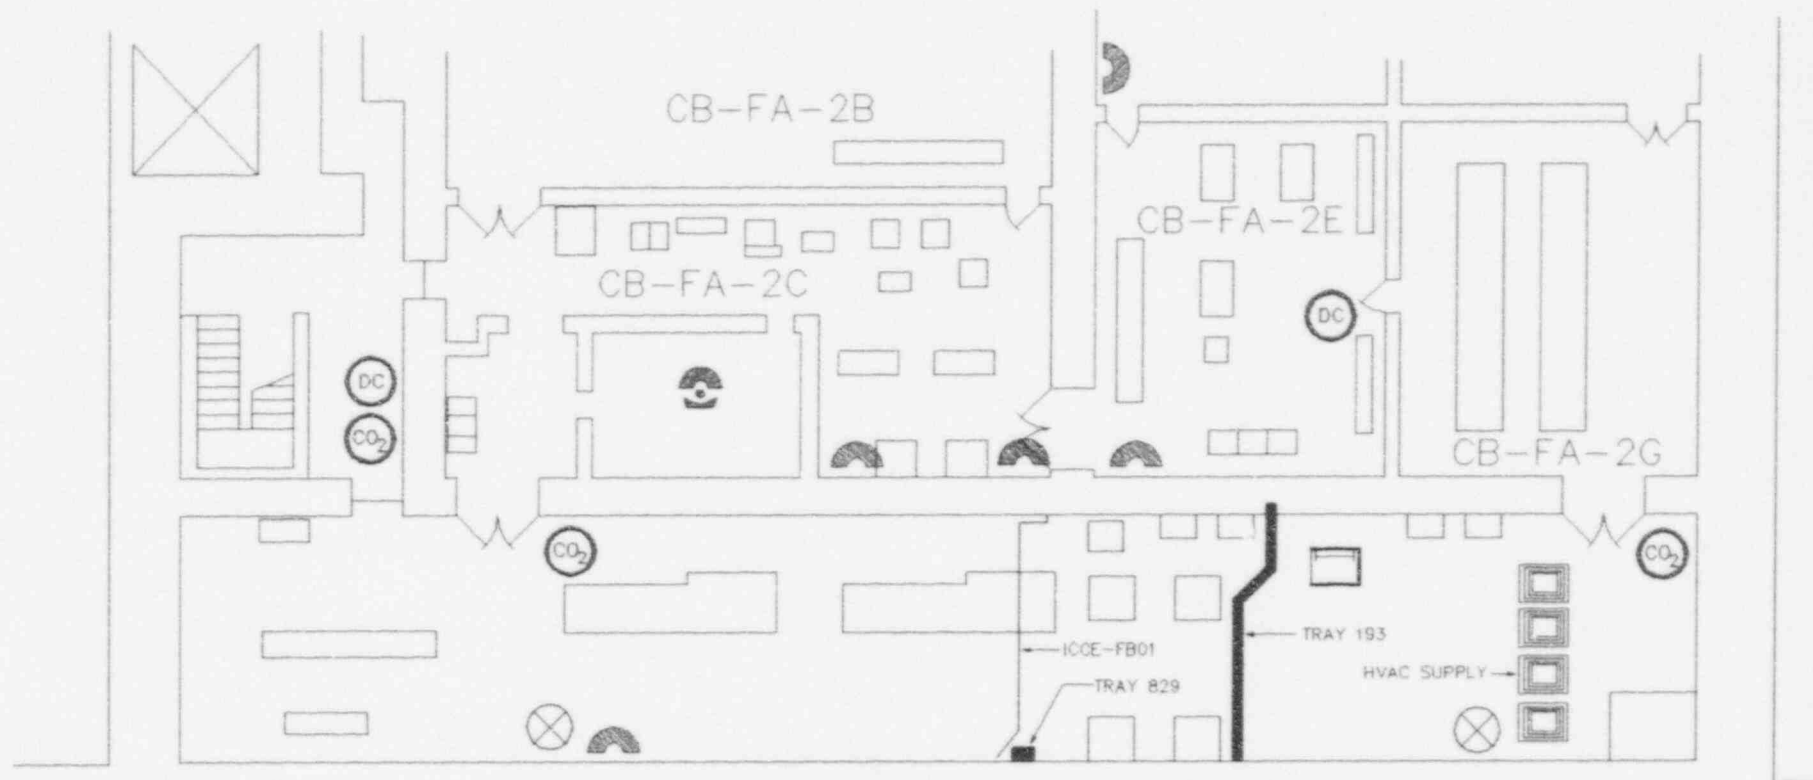 CB-FA-2B
CB-FA-2E
CB-FA-2C
DC
DC
CO2
CB-FA-2G
CO2
CO2
TRAY 193
ICCE-FB01
HVAC SUPPLY
TRAY 829